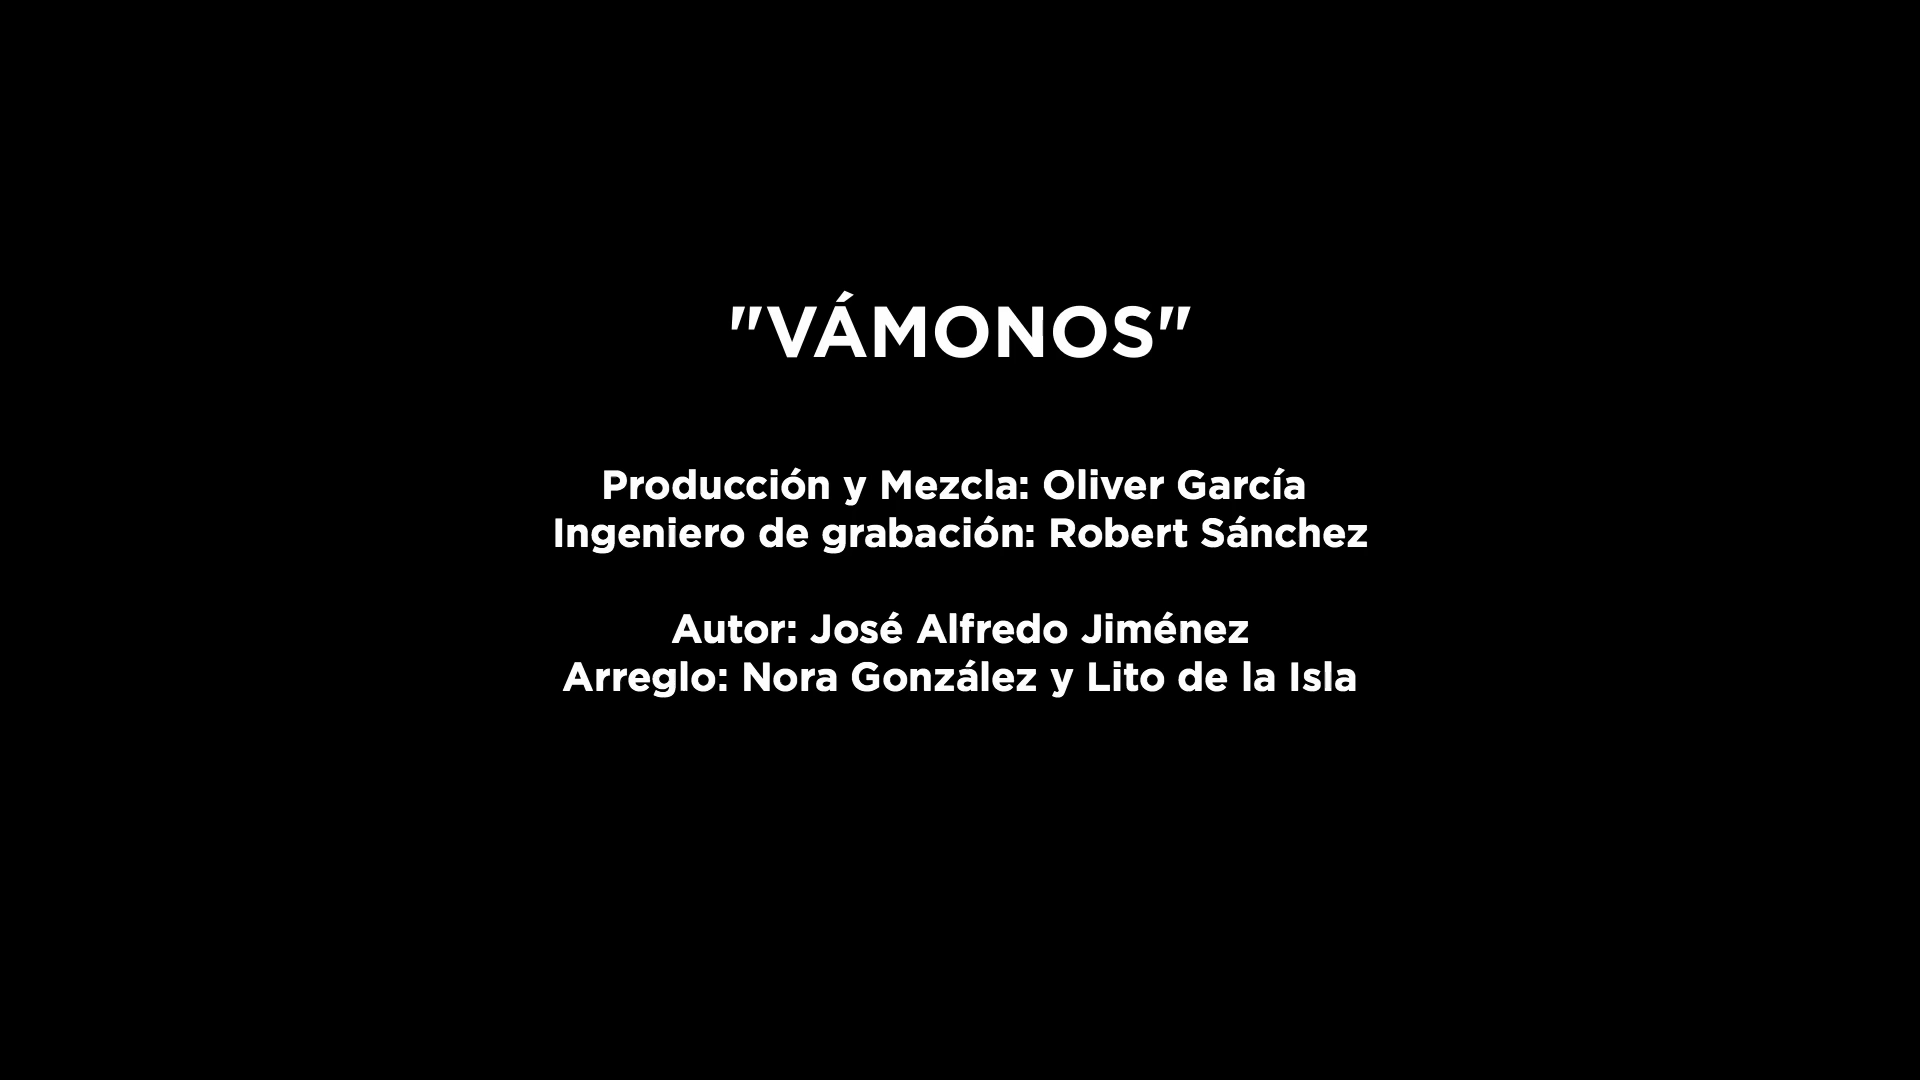 "VÁMONOS"
Producción y Mezcla: Oliver García
Ingeniero de grabación: Robert Sánchez
Autor: José Alfredo Jiménez
Arreglo: Nora González y Lito de la Isla